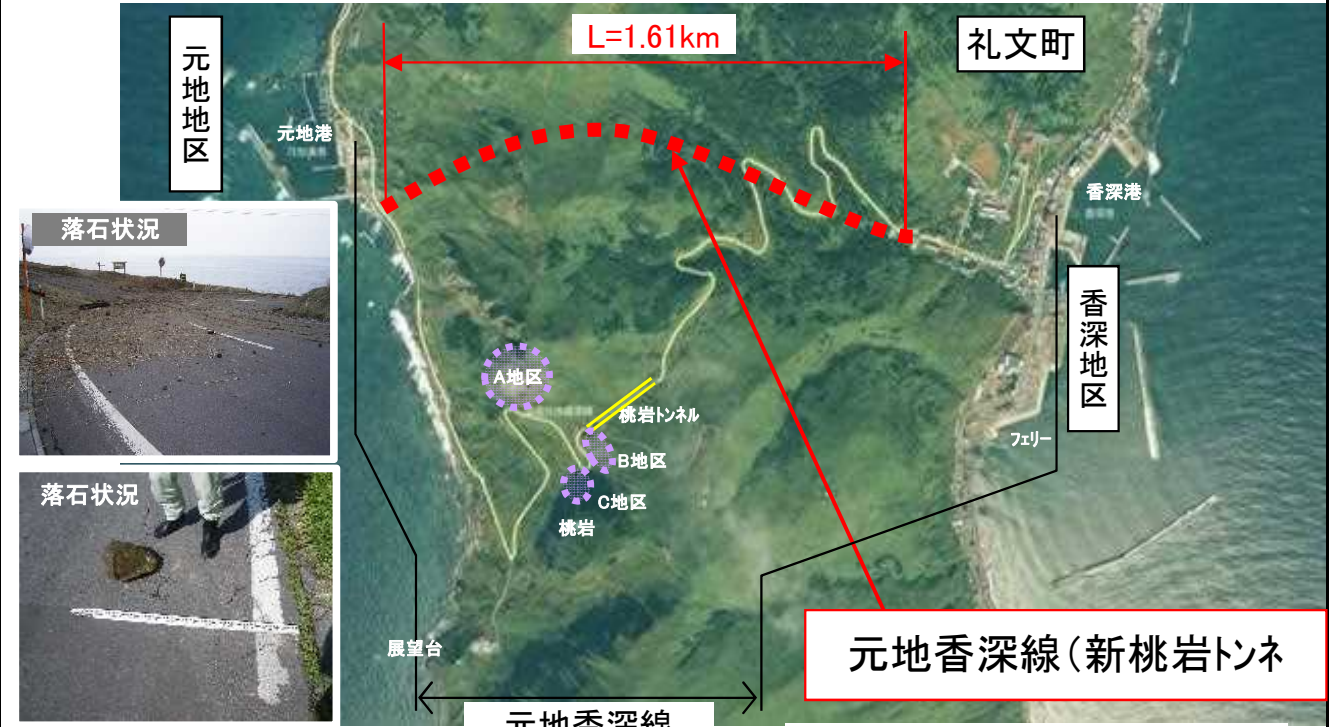 元地地区
L=1.61km
礼文町
元地港
香深港
落石状況
香深地区
A地区
桃岩トンネル
B地区
フェリー
C地区
落石状況
桃岩
展望台
元地香深線(新桃岩トンネ
元地香深線